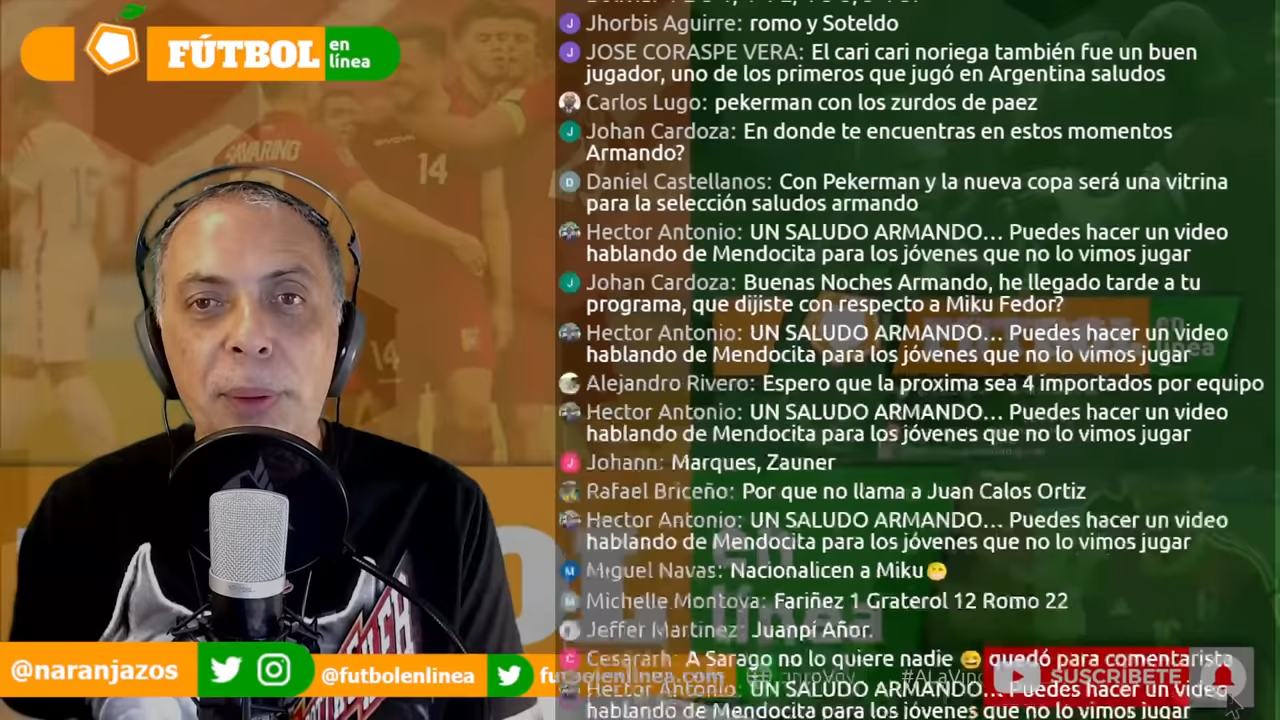 FÚTBOL en línea
SAVARINO
14
14
Jhorbis Aguirre: romo y Soteldo
JOSE CORASPE VERA: El cari cari noriega también fue un buen
jugador, uno de los primeros que jugó en Argentina saludos
Carlos Lugo: pekerman con los zurdos de paez
Johan Cardoza: En donde te encuentras en estos momentos
Armando?
Daniel Castellanos: Con Pekerman y la nueva copa será una vitrina
para la selección saludos armando
Hector Antonio: UN SALUDO ARMANDO... Puedes hacer un video
hablando de Mendocita para los jóvenes que no lo vimos jugar
Johan Cardoza: Buenas Noches Armando, he llegado tarde a tu
programa, que dijiste con respecto a Miku Fedor?
Hector Antonio: UN SALUDO ARMANDO... Puedes hacer un video
hablando de Mendocita para los jóvenes que no lo vimos jugar
Alejandro Rivero: Espero que la proxima sea 4 importados por equipo
Hector Antonio: UN SALUDO ARMANDO... Puedes hacer un video
hablando de Mendocita para los jóvenes que no lo vimos jugar
Johann: Marques, Zauner
Rafael Briceño: Por que no llama a Juan Calos Ortiz
Hector Antonio: UN SALUDO ARMANDO... Puedes hacer un video
hablando de Mendocita para los jóvenes que no lo vimos jugar
Miguel Navas: Nacionalicen a Miku😁
Michelle Montoya: Fariñez 1 Graterol 12 Romo 22
Jeffer Martinez: Juanpi Añor.
Cesararh: A Sarago no lo quiere nadie 😄 quedó para comentarista
Hector Antonio: UN SALUDO ARMANDO... Puedes hacer un video
hablando de Mendocita para los jóvenes que no lo vimos jugar
@naranjazos
@futbolenlinea
futbolenlinea.com
SUSCRÍBETE